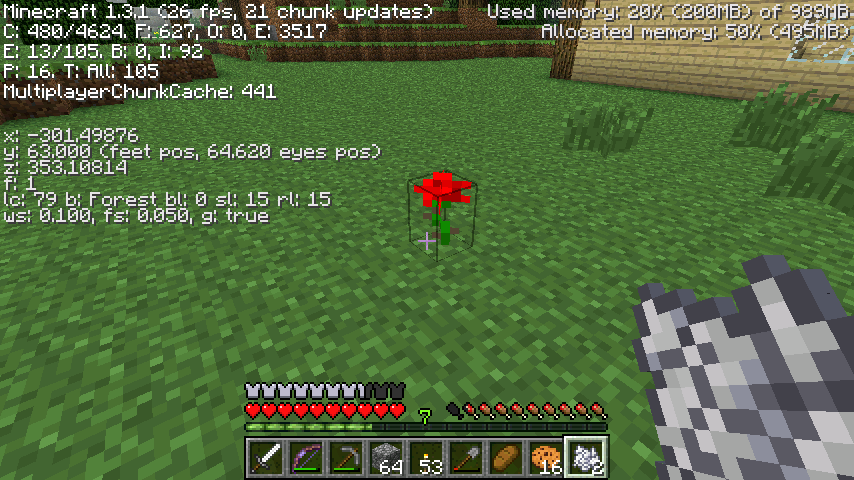 Minecraft 1.3.1 (26 fps, 21 chunk updates)
Used memory: 20% (200MB) of 989MB
C: 480/4624, F: 627, O: 0, E: 3517
Allocated memory: 50% (495MB)
E: 13/105, B: 0, I: 92
P: 16. T: All: 105
MultiplayerChunkCache: 441
x: -301.49876
y: 63.000 (feet pos, 64.620 eyes pos)
z: 353.10814
f: 1
lc: 79 b: Forest bl: 0 sl: 15 rl: 15
ws: 0.100, fs: 0.050, g: true
7
64
53
16
2